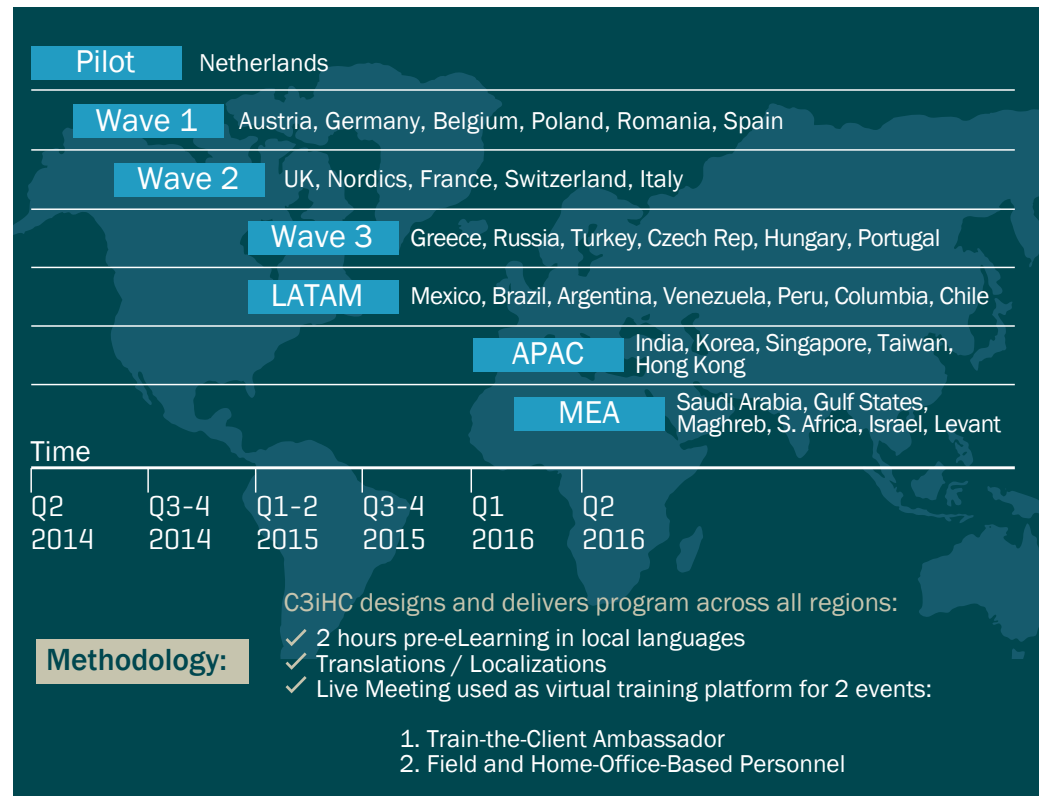 Pilot Netherlands
Wave 1 Austria, Germany, Belgium, Poland, Romania, Spain
Wave 2 UK, Nordics, France, Switzerland, Italy
Wave 3 Greece, Russia, Turkey, Czech Rep, Hungary, Portugal
LATAM Mexico, Brazil, Argentina, Venezuela, Peru, Columbia, Chile
APAC India, Korea, Singapore, Taiwan,
Hong Kong
MEA Saudi Arabia, Gulf States,
Maghreb, S. Africa, Israel, Levant
Time
Q2 Q3-4 Q1-2 Q3-4 Q1 Q2
2014 2014 2015 2015 2016 2016
C3iHC designs and delivers program across all regions:
Methodology:
✓ 2 hours pre-eLearning in local languages
✓ Translations / Localizations
✓ Live Meeting used as virtual training platform for 2 events:
1. Train-the-Client Ambassador
2. Field and Home-Office-Based Personnel